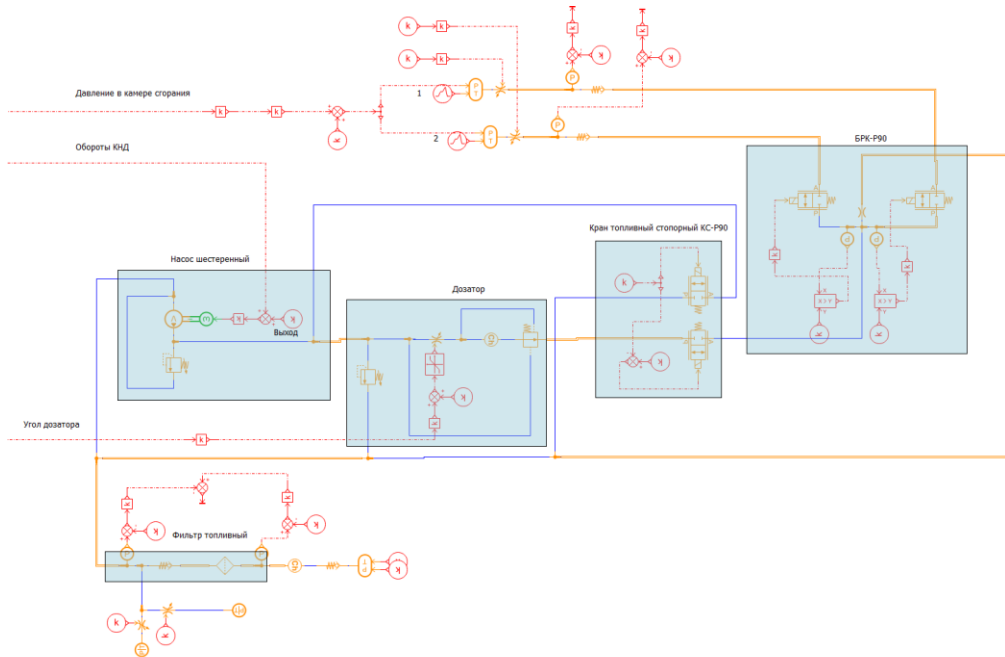 Давление в камере сгорания
1
2
Обороты КНД
БРК-Р90
Кран топливный стопорный КС-Р90
Насос шестеренный
Дозатор
Выход
Угол дозатора
Фильтр топливный